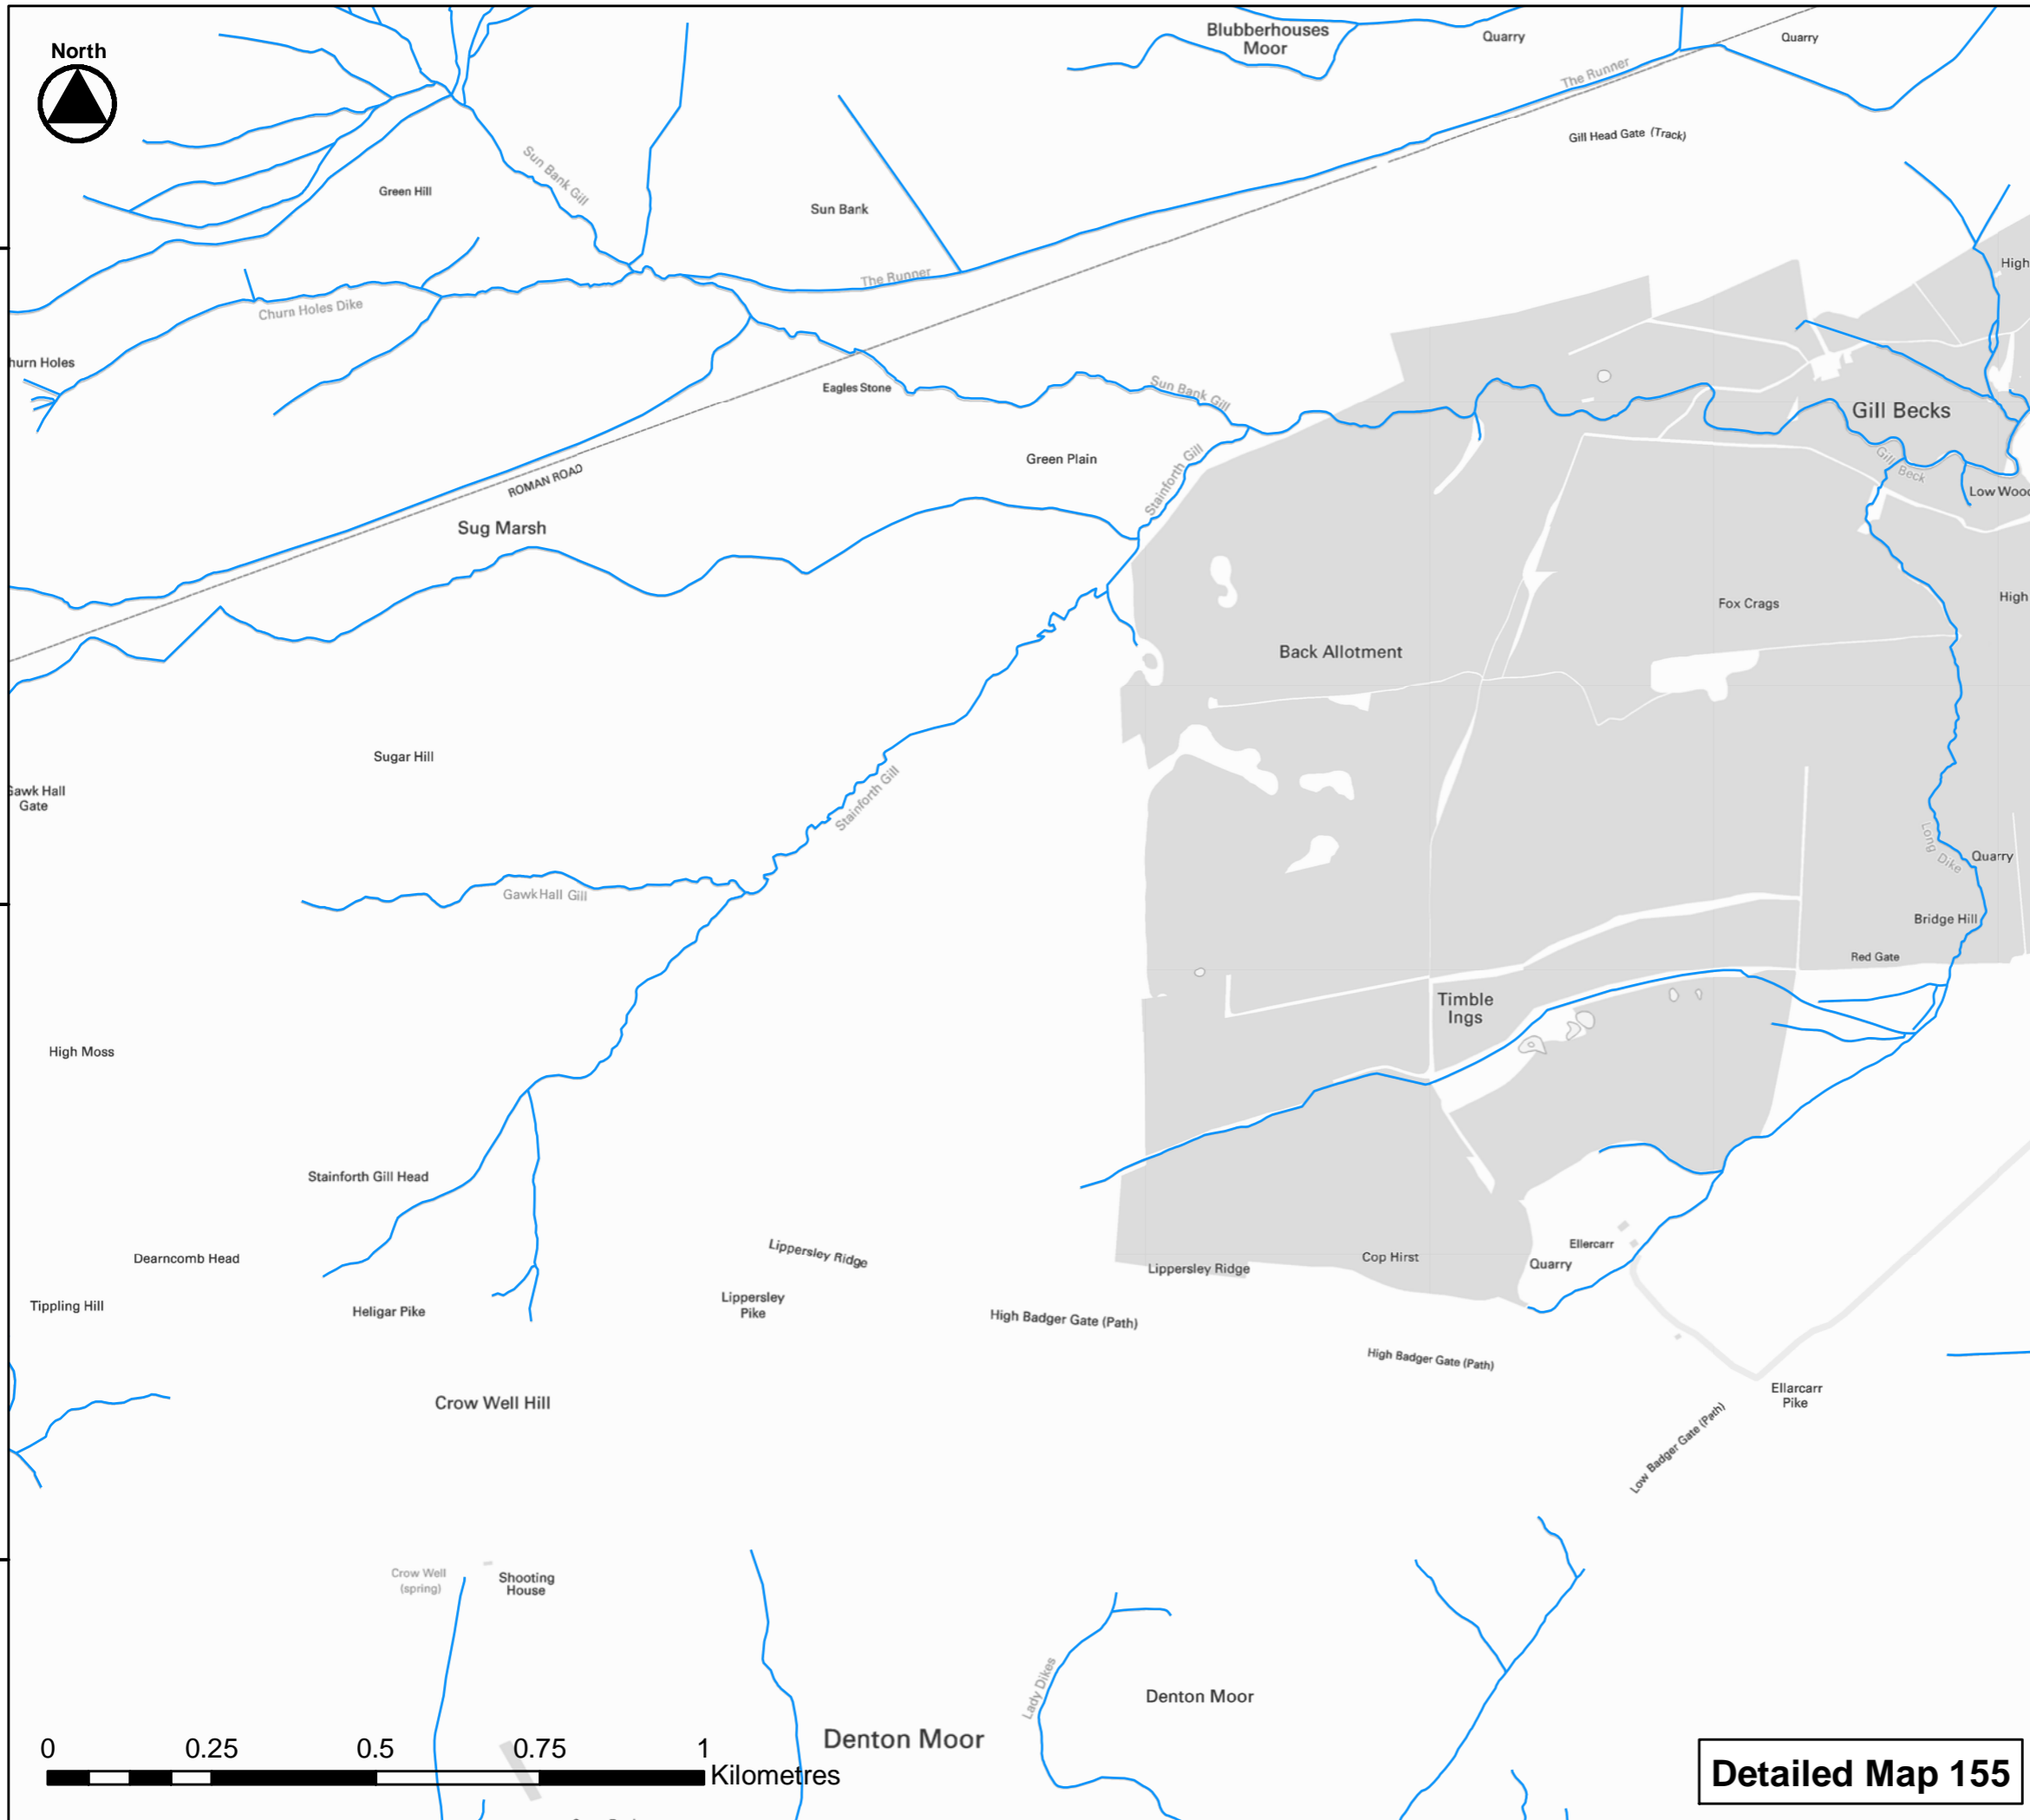 North
Blubberhouses
Moor
Quarry
Quarry
The Runner
Gill Head Gate (Track)
Sun Bank Gill
Green Hill
Sun Bank
The Runner
High
Churn Holes Dike
hurn Holes
Eagles Stone
Sun Bank Gill
Gill Becks
Green Plain
Stainforth Gill
Gill Beck
ROMAN ROAD
Low Wood
Sug Marsh
Fox Crags
High
Back Allotment
Sugar Hill
Gawk Hall
Gate
Stainforth Gill
Long Dike
Quarry
Gawk Hall Gill
Bridge Hill
Red Gate
Timble
Ings
High Moss
Stainforth Gill Head
Dearncomb Head
Lippersley Ridge
Lippersley Ridge
Cop Hirst
Ellercarr
Quarry
Tippling Hill
Heligar Pike
Lippersley
Pike
High Badger Gate (Path)
High Badger Gate (Path)
Crow Well Hill
Ellarcarr
Pike
Low Badger Gate (Path)
Crow Well
(spring)
Shooting
House
Lady Dikes
Denton Moor
Denton Moor
0 0.25 0.5 0.75 1
Kilometres
Detailed Map 155